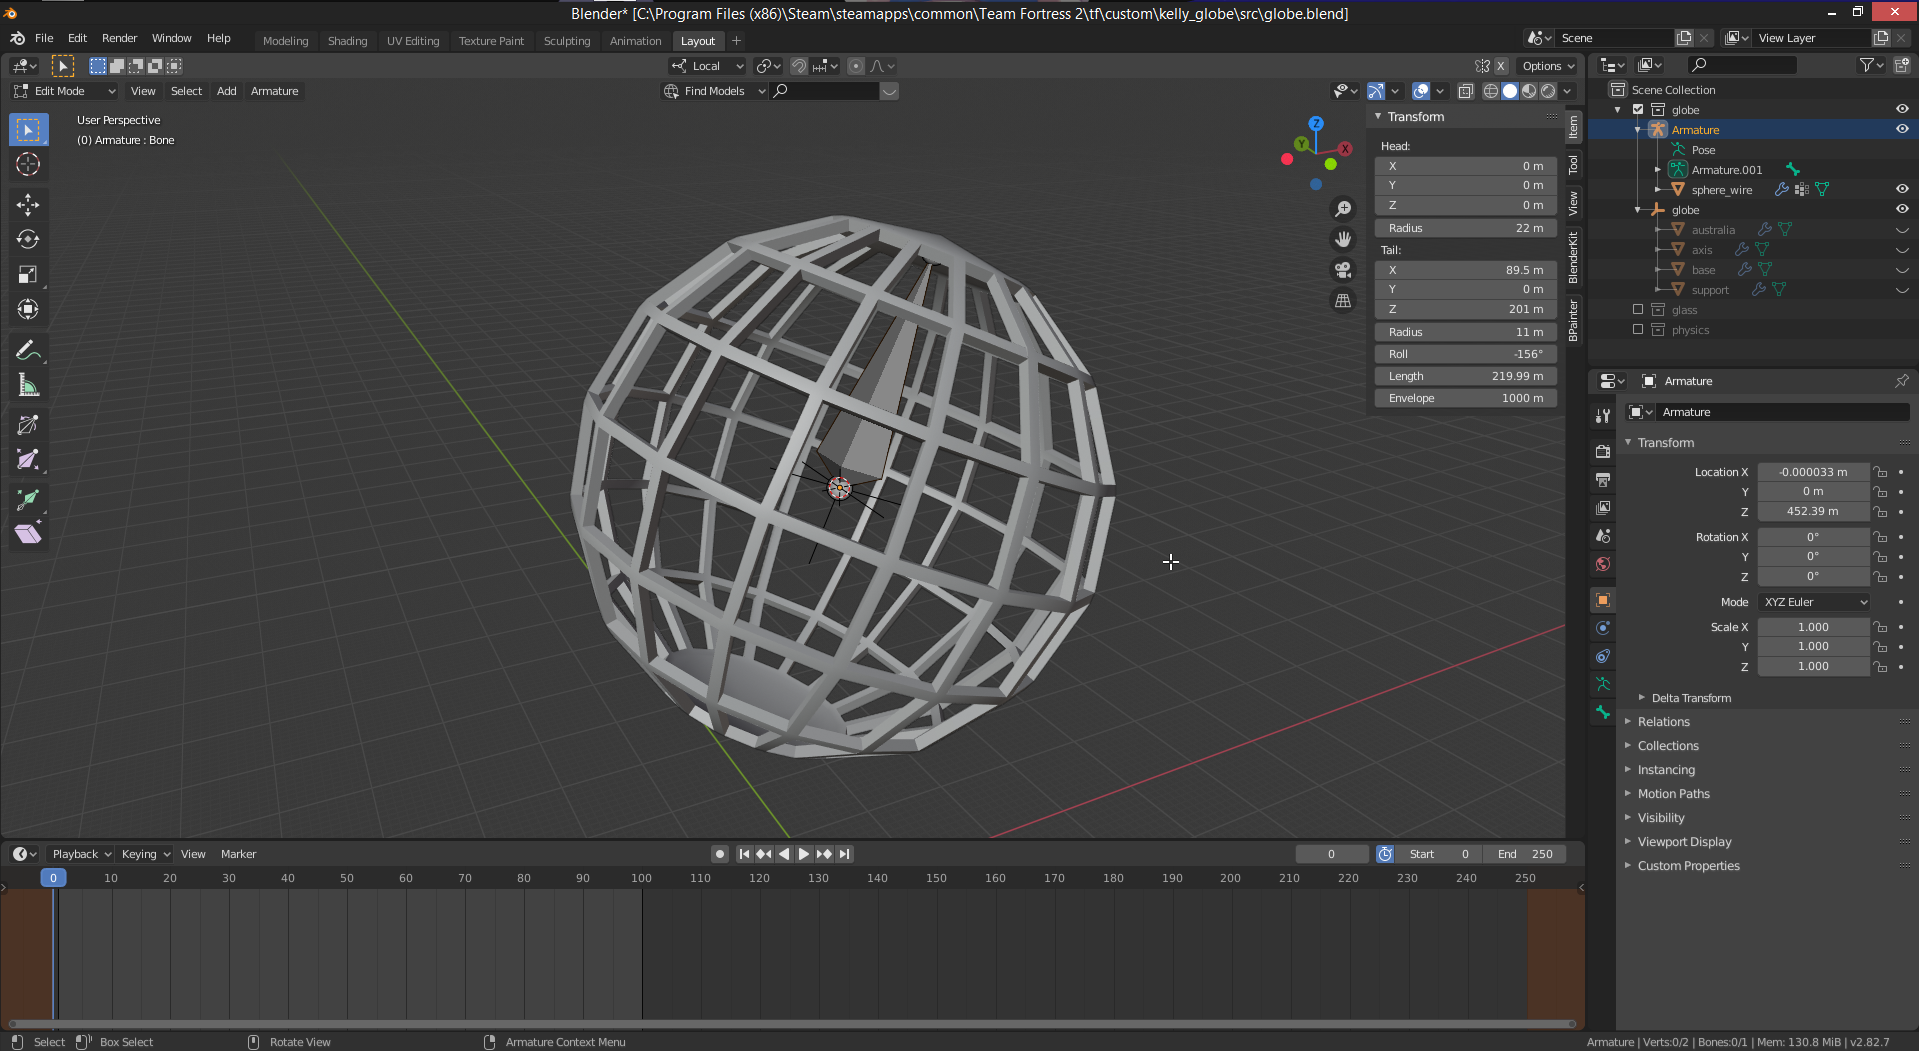 Blender* [C:\Program Files (x86)\Steam\steamapps\common\Team Fortress 2\tf\custom\kelly_globe\src\globe.blend]
File Edit Render Window Help Modeling Shading UV Editing Texture Paint Sculpting Animation Layout + Scene View Layer
Local X Options
Edit Mode View Select Add Armature Find Models
User Perspective
(0) Armature : Bone
Z
Y
X
Transform
Head:
X 0 m
Y 0 m
Z 0 m
Radius 22 m
Tail:
X 89.5 m
Y 0 m
Z 201 m
Radius 11 m
Roll -156°
Length 219.99 m
Envelope 1000 m
Item
Tool
View
BlenderKit
BPainter
Scene Collection
globe
Armature
Pose
Armature.001
sphere_wire
globe
australia
axis
base
support
glass
physics
Armature
Armature
Transform
Location X -0.000033 m
Y 0 m
Z 452.39 m
Rotation X 0°
Y 0°
Z 0°
Mode XYZ Euler
Scale X 1.000
Y 1.000
Z 1.000
Delta Transform
Relations
Collections
Instancing
Motion Paths
Visibility
Viewport Display
Custom Properties
Playback Keying View Marker 0 Start 0 End 250
0 10 20 30 40 50 60 70 80 90 100 110 120 130 140 150 160 170 180 190 200 210 220 230 240 250
Select Box Select Rotate View Armature Context Menu Armature | Verts:0/2 | Bones:0/1 | Mem: 130.8 MiB | v2.82.7